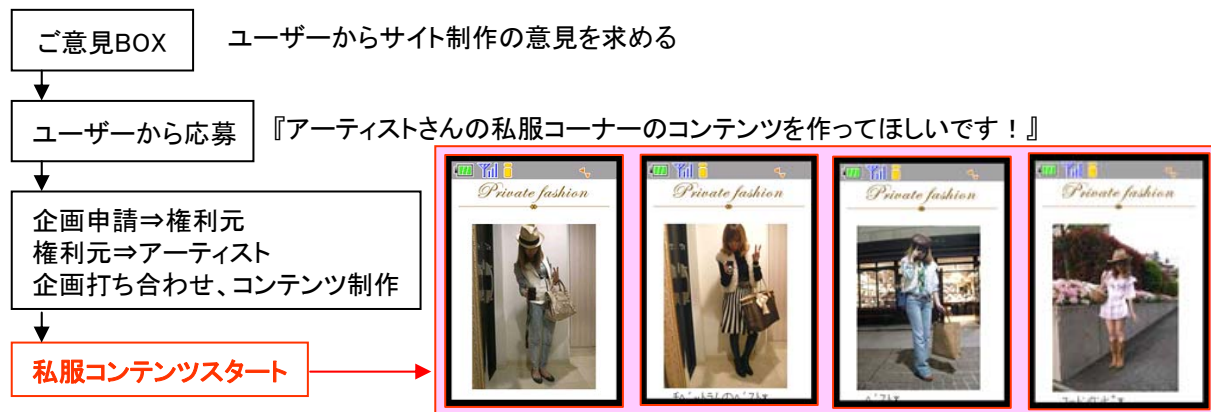 ご意見BOX
ユーザーからサイト制作の意見を求める
ユーザーから応募
『アーティストさんの私服コーナーのコンテンツを作ってほしいです！』
企画申請⇒権利元
権利元⇒アーティスト
企画打ち合わせ、コンテンツ制作
私服コンテンツスタート
Private fashion
Private fashion
Private fashion
Private fashion